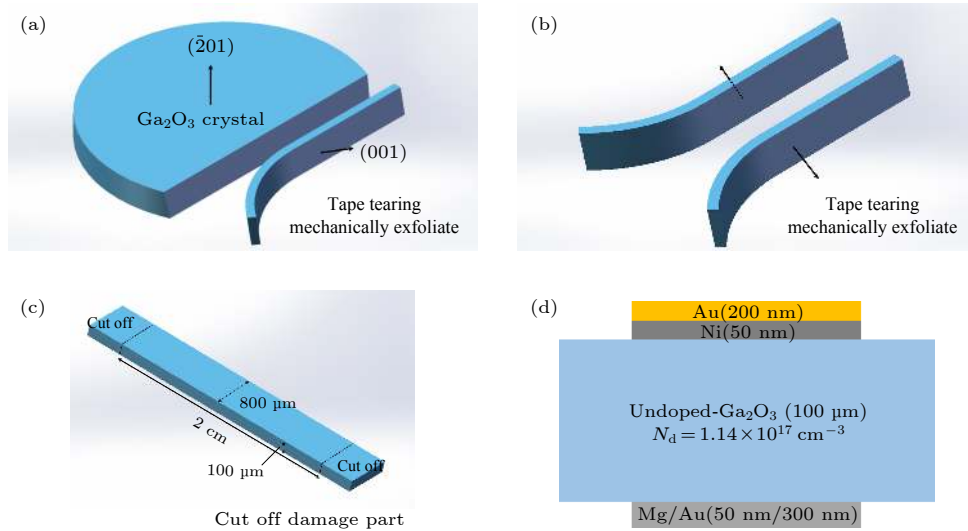 (a)
(2̄01)
Ga₂O₃ crystal
(001)
Tape tearing
mechanically exfoliate
(b)
Tape tearing
mechanically exfoliate
(c)
Cut off
800 µm
2 cm
100 µm
Cut off
Cut off damage part
(d)
Au(200 nm)
Ni(50 nm)
Undoped-Ga₂O₃ (100 µm)
N_d = 1.14×10¹⁷ cm⁻³
Mg/Au(50 nm/300 nm)